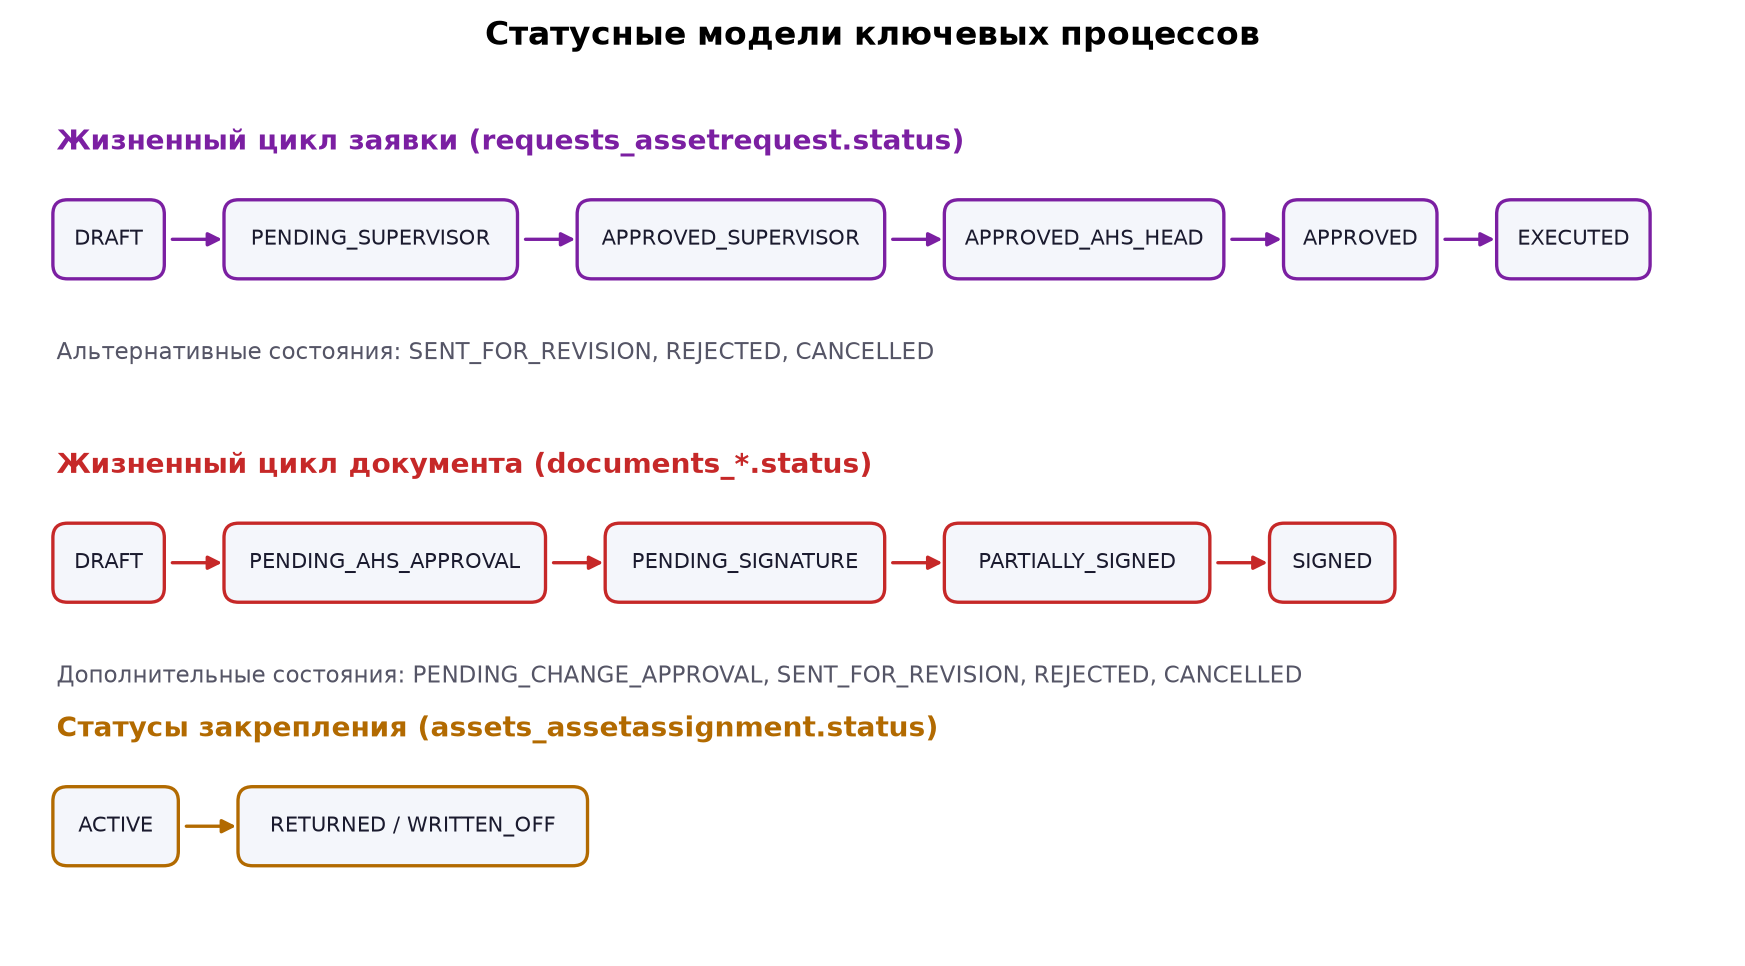 Статусные модели ключевых процессов
Жизненный цикл заявки (requests_assetrequest.status)
DRAFT PENDING_SUPERVISOR APPROVED_SUPERVISOR APPROVED_AHS_HEAD APPROVED EXECUTED
Альтернативные состояния: SENT_FOR_REVISION, REJECTED, CANCELLED
Жизненный цикл документа (documents_*.status)
DRAFT PENDING_AHS_APPROVAL PENDING_SIGNATURE PARTIALLY_SIGNED SIGNED
Дополнительные состояния: PENDING_CHANGE_APPROVAL, SENT_FOR_REVISION, REJECTED, CANCELLED
Статусы закрепления (assets_assetassignment.status)
ACTIVE RETURNED / WRITTEN_OFF